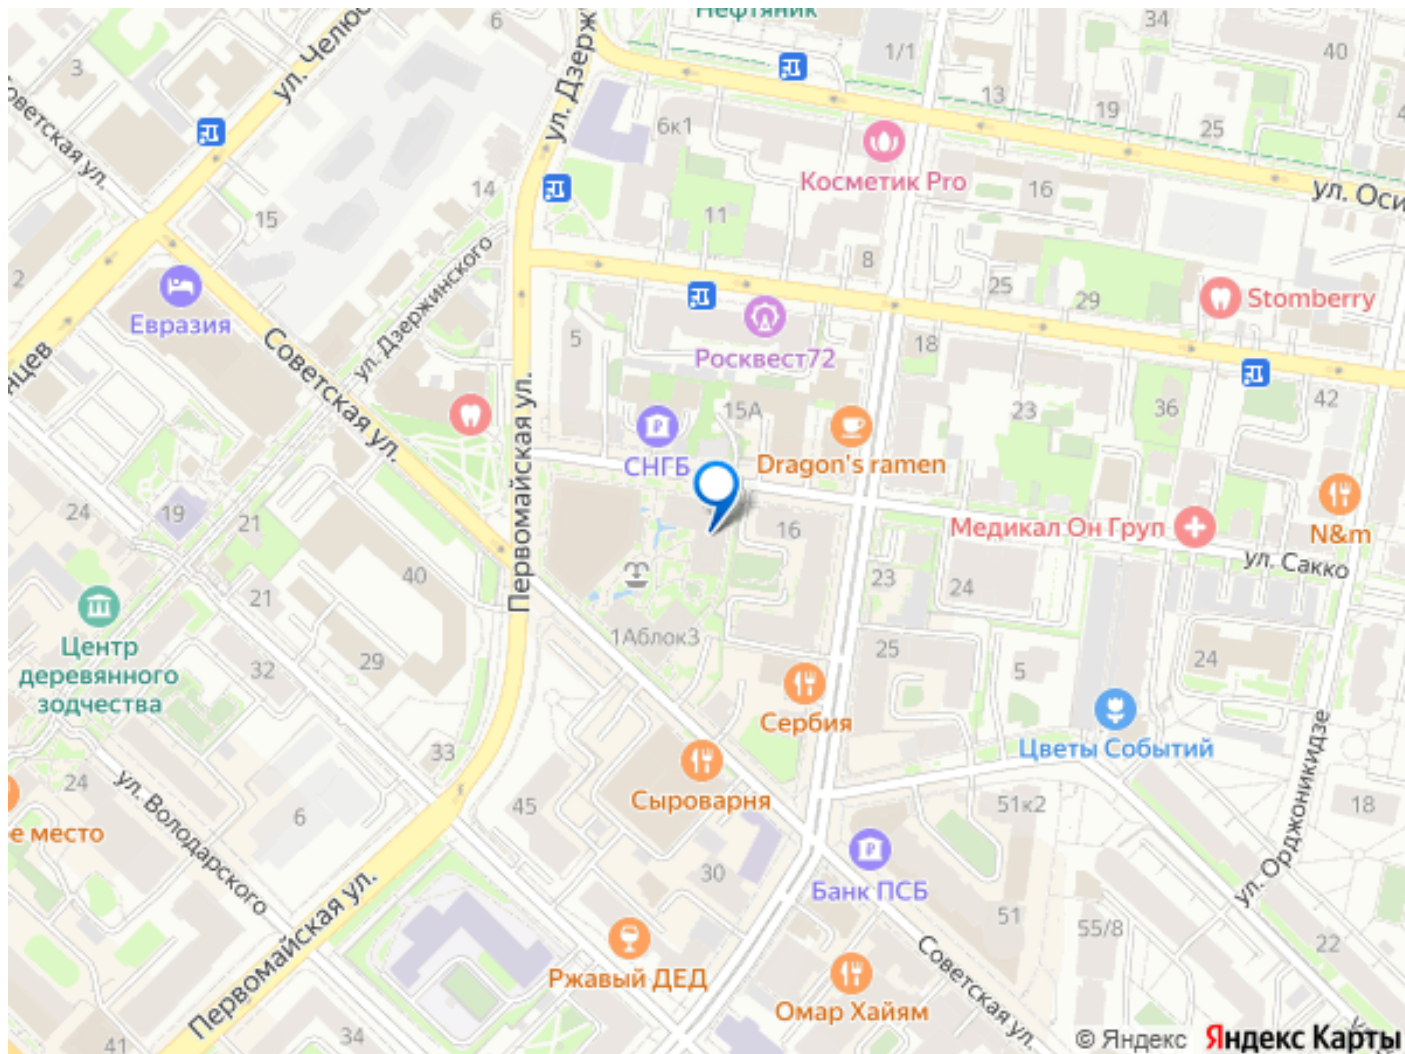 Нефтяник
6
34
40
1/1
3
ул. Челюс
ул. Дзерж
13
19
25
6к1
оветская ул.
Косметик Pro
16
ул. Оси
14
15
11
8
2
25
29
Stomberry
Евразия
ул. Дзержинского
5
Росквест72
18
нцев
Советская ул.
Первомайская ул.
15А
23
36
42
СНГБ
Dragon's ramen
24
19
21
16
Медикал Он Груп
N&m
ул. Сакко
40
23
24
21
Центр
деревянного
зодчества
1Аблок3
32
29
25
5
24
Сербия
Цветы Событий
33
24
ул. Володарского
6
45
Сыроварня
51к2
18
ул. Орджоникидзе
е место
30
Банк ПСБ
Первомайская ул.
51
55/8
22
Ржавый ДЕД
Советская ул.
Омар Хайям
41
34
© Яндекс Яндекс Карты